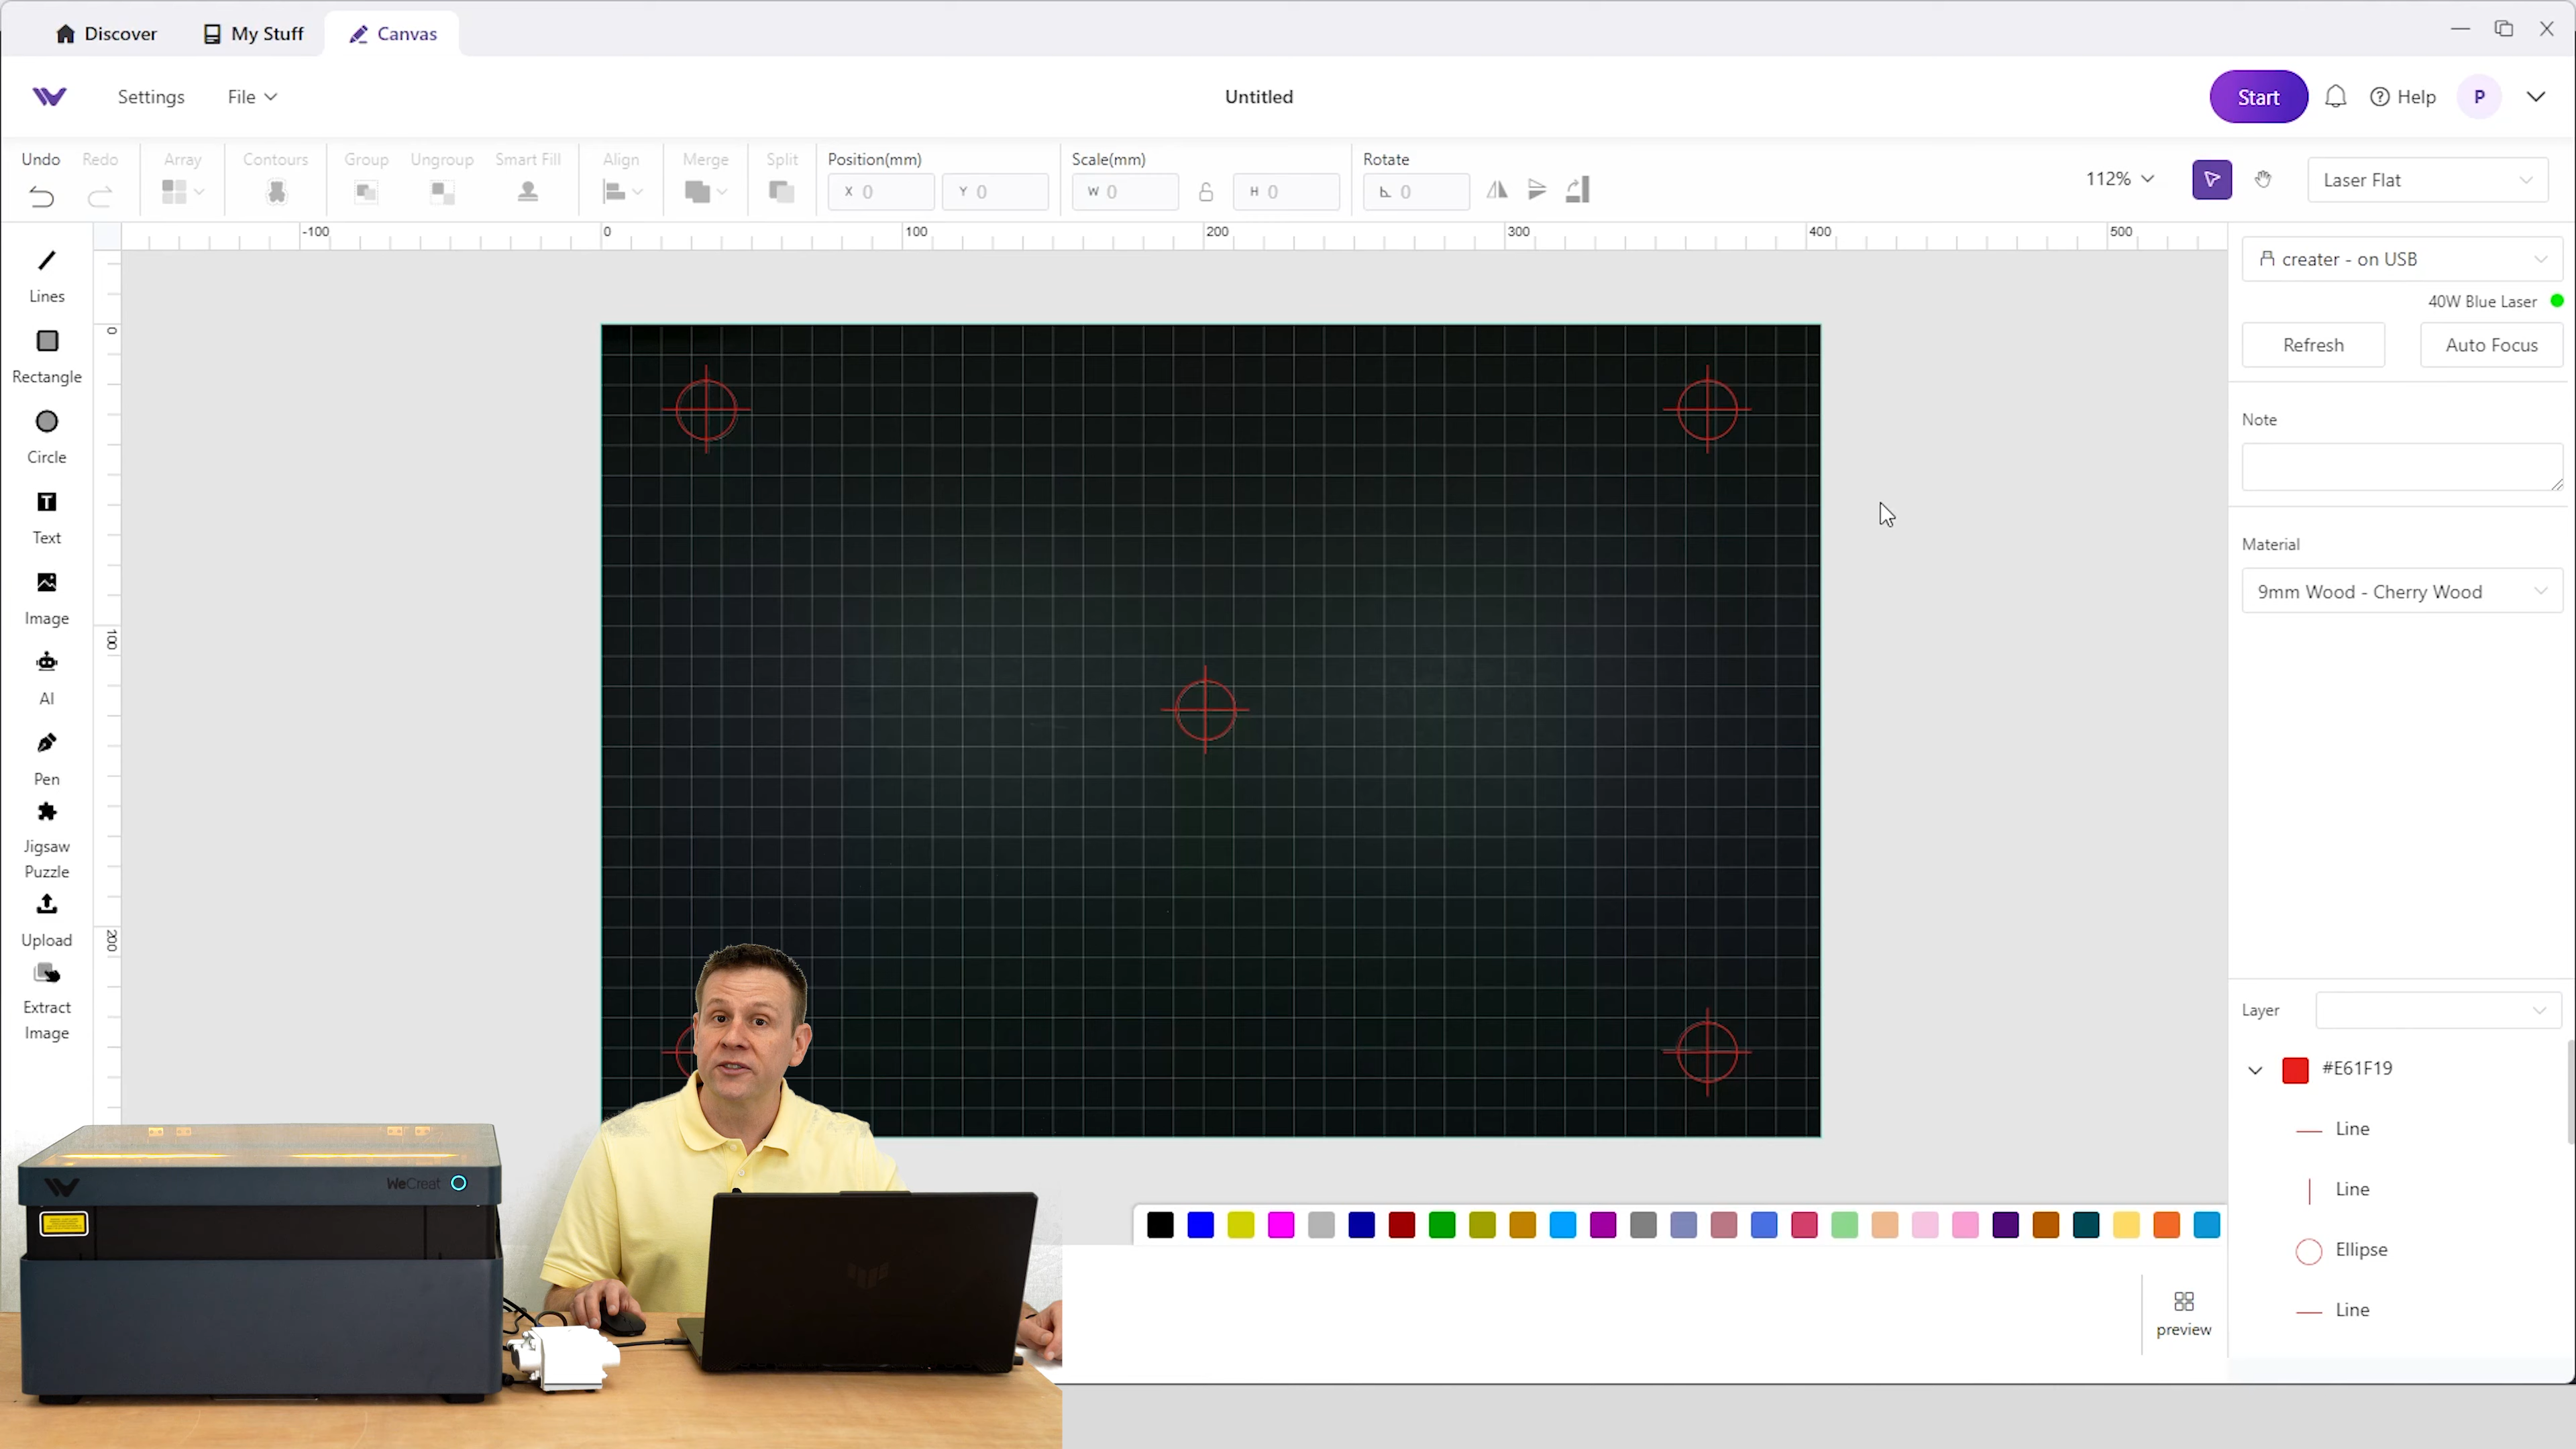 Discover My Stuff Canvas
Settings File Untitled Start Help P
Undo Redo Array Contours Group Ungroup Smart Fill Align Merge Split Position(mm) Scale(mm) Rotate
X 0 Y 0 W 0 H 0 0 112% Laser Flat
-100 0 100 200 300 400 500
0
100
200
Lines
Rectangle
Circle
T
Text
Image
AI
Pen
Jigsaw
Puzzle
Upload
Extract
Image
creater - on USB
40W Blue Laser
Refresh Auto Focus
Note
Material
9mm Wood - Cherry Wood
Layer
#E61F19
Line
Line
Ellipse
Line
preview
WeCreat